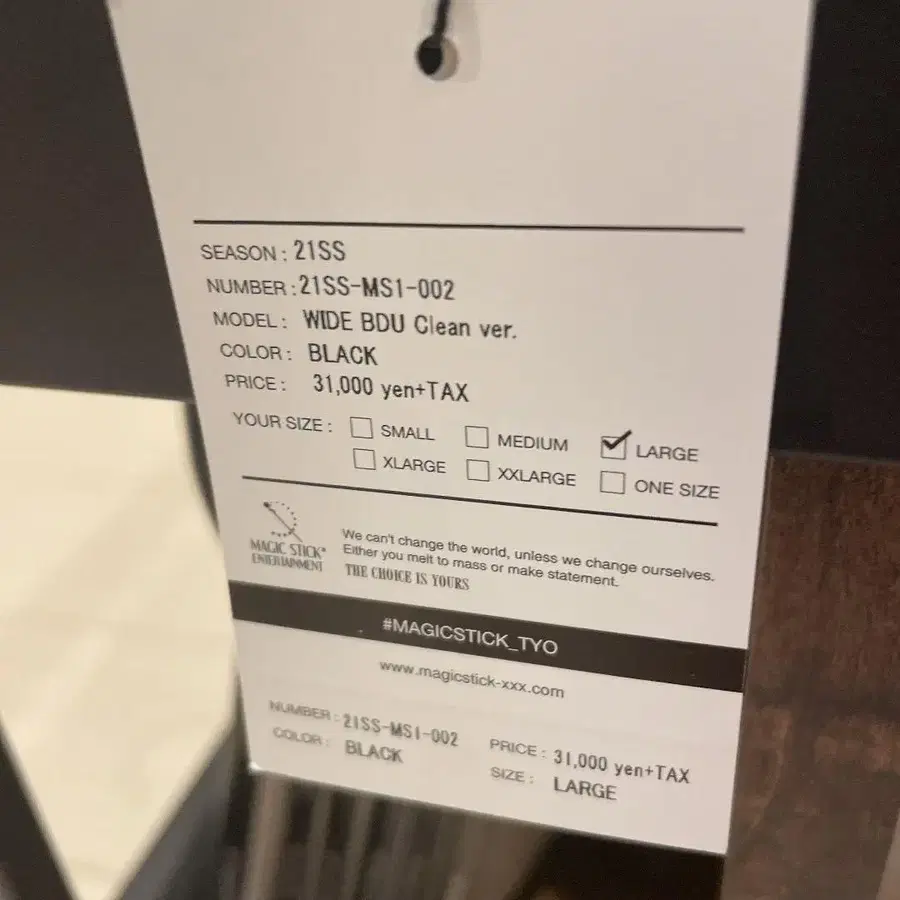 SEASON : 21SS
NUMBER : 21SS-MS1-002
MODEL : WIDE BDU Clean ver.
COLOR : BLACK
PRICE : 31,000 yen+TAX
YOUR SIZE : SMALL MEDIUM LARGE
XLARGE XXLARGE ONE SIZE
MAGIC STICK®
ENTERTAINMENT
We can't change the world, unless we change ourselves.
Either you melt to mass or make statement.
THE CHOICE IS YOURS
#MAGICSTICK_TYO
www.magicstick-xxx.com
NUMBER : 21SS-MS1-002
COLOR : BLACK
PRICE : 31,000 yen+TAX
SIZE : LARGE